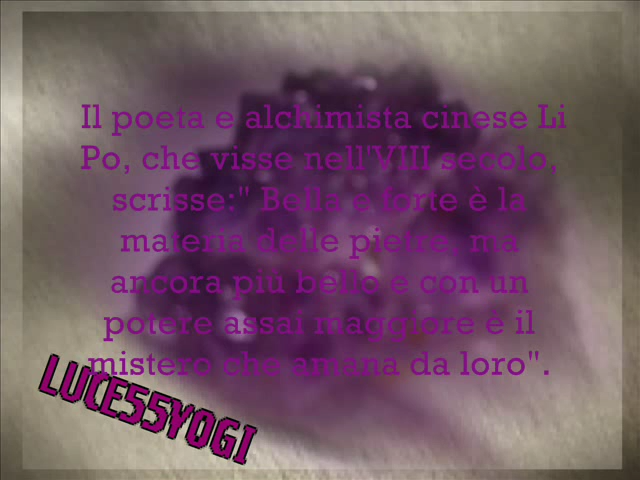 Il poeta e alchimista cinese Li
Po, che visse nell'VIII secolo,
scrisse:" Bella e forte è la
materia delle pietre, ma
ancora più bello e con un
potere assai maggiore è il
mistero che amana da loro".
LUCE55YOGI